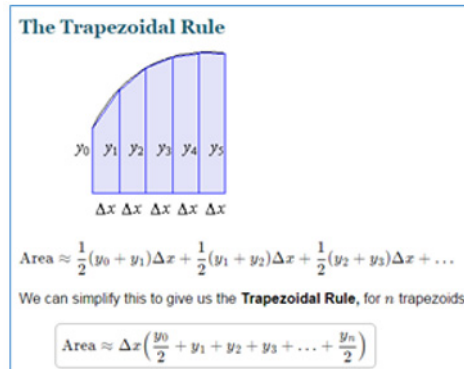 The Trapezoidal Rule
y₀ y₁ y₂ y₃ y₄ y₅
Δx Δx Δx Δx Δx
Area ≈ 1/2(y₀ + y₁)Δx + 1/2(y₁ + y₂)Δx + 1/2(y₂ + y₃)Δx + …
We can simplify this to give us the Trapezoidal Rule, for n trapezoids
Area ≈ Δx(y₀/2 + y₁ + y₂ + y₃ + … + yₙ/2)